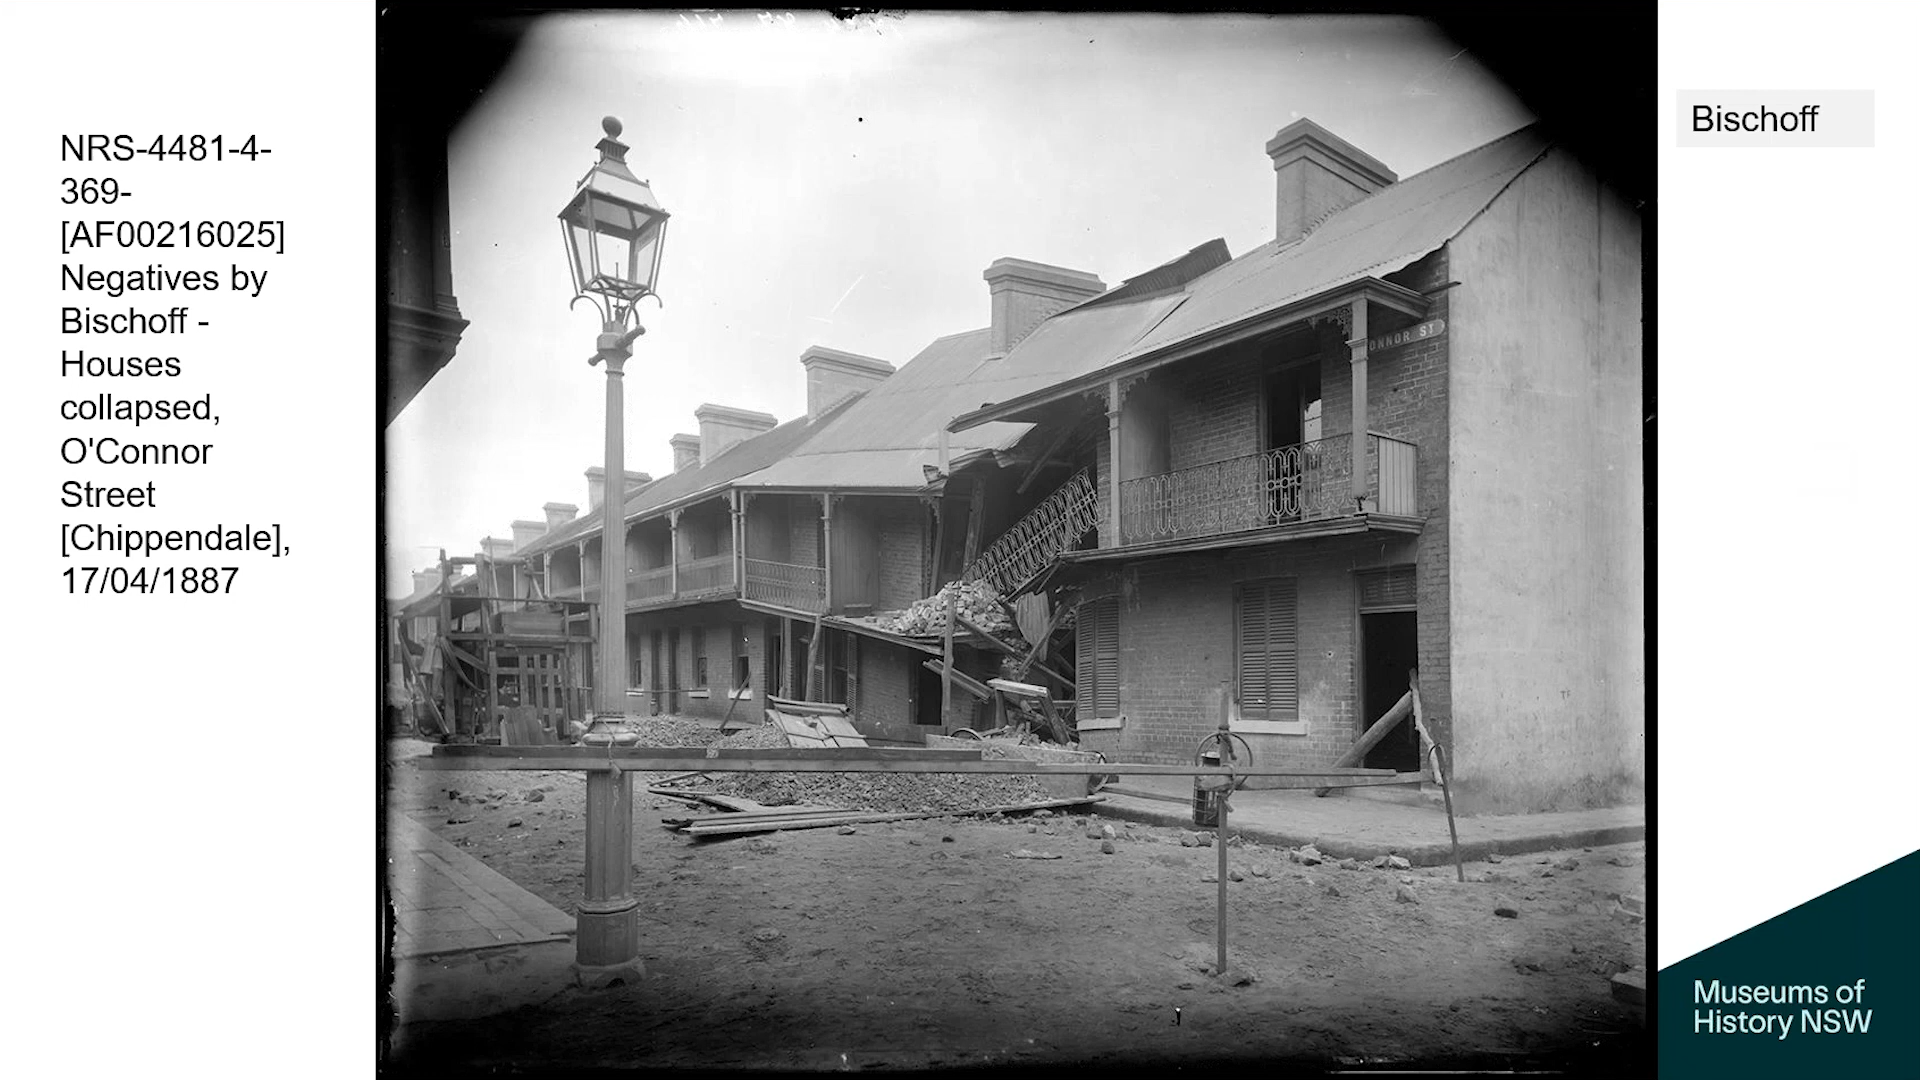 NRS-4481-4-
369-
[AF00216025]
Negatives by
Bischoff -
Houses
collapsed,
O'Connor
Street
[Chippendale],
17/04/1887
Bischoff
ONNOR ST
Museums of
History NSW